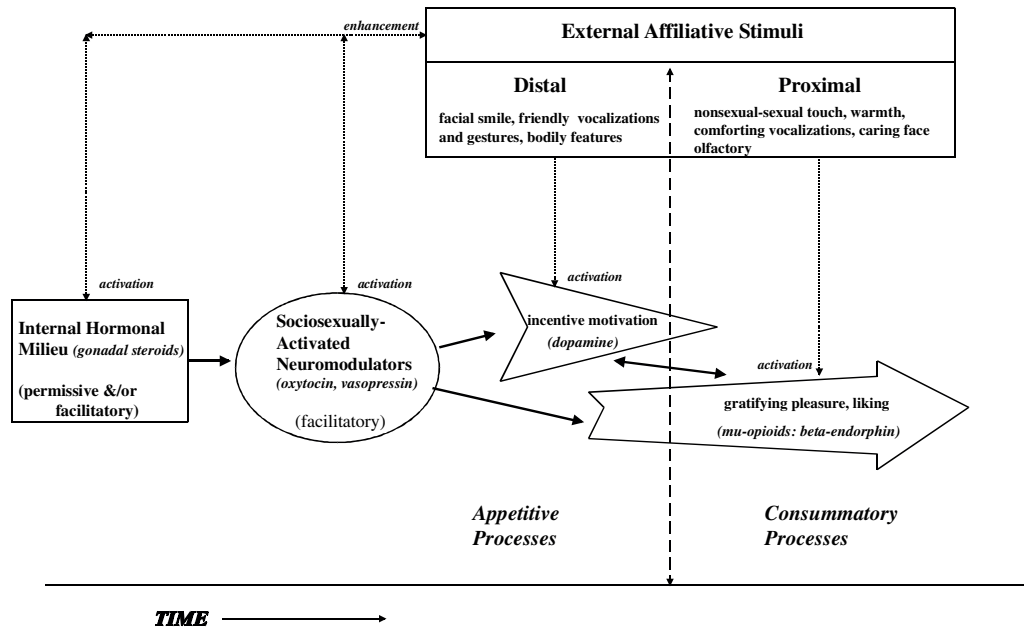 enhancement
External Affiliative Stimuli
Distal
facial smile, friendly vocalizations
and gestures, bodily features
Proximal
nonsexual-sexual touch, warmth,
comforting vocalizations, caring face
olfactory
activation
activation
activation
activation
Internal Hormonal
Milieu (gonadal steroids)
(permissive &/or
facilitatory)
Sociosexually-
Activated
Neuromodulators
(oxytocin, vasopressin)
(facilitatory)
incentive motivation
(dopamine)
gratifying pleasure, liking
(mu-opioids: beta-endorphin)
Appetitive
Processes
Consummatory
Processes
TIME